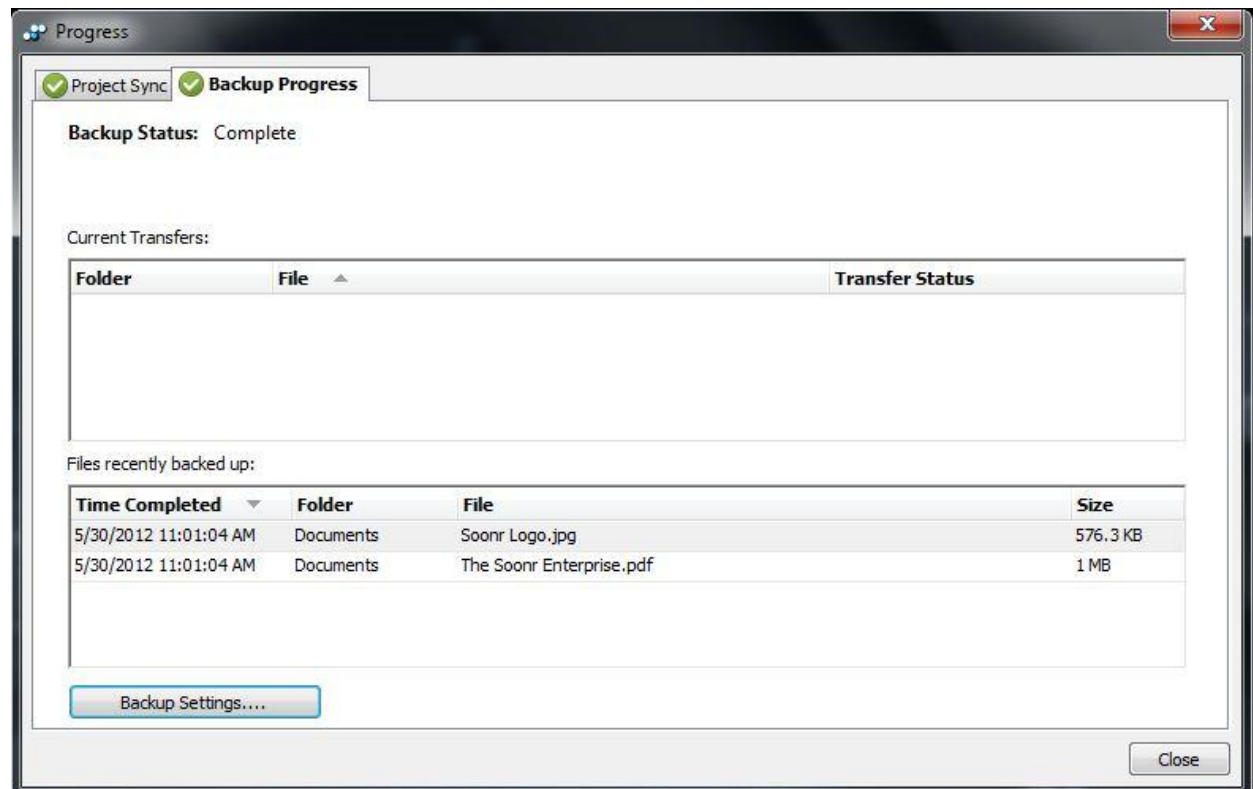 Progress
Project Sync Backup Progress
Backup Status: Complete
Current Transfers:
Folder File Transfer Status
Files recently backed up:
Time Completed Folder File Size
5/30/2012 11:01:04 AM Documents Soonr Logo.jpg 576.3 KB
5/30/2012 11:01:04 AM Documents The Soonr Enterprise.pdf 1 MB
Backup Settings....
Close